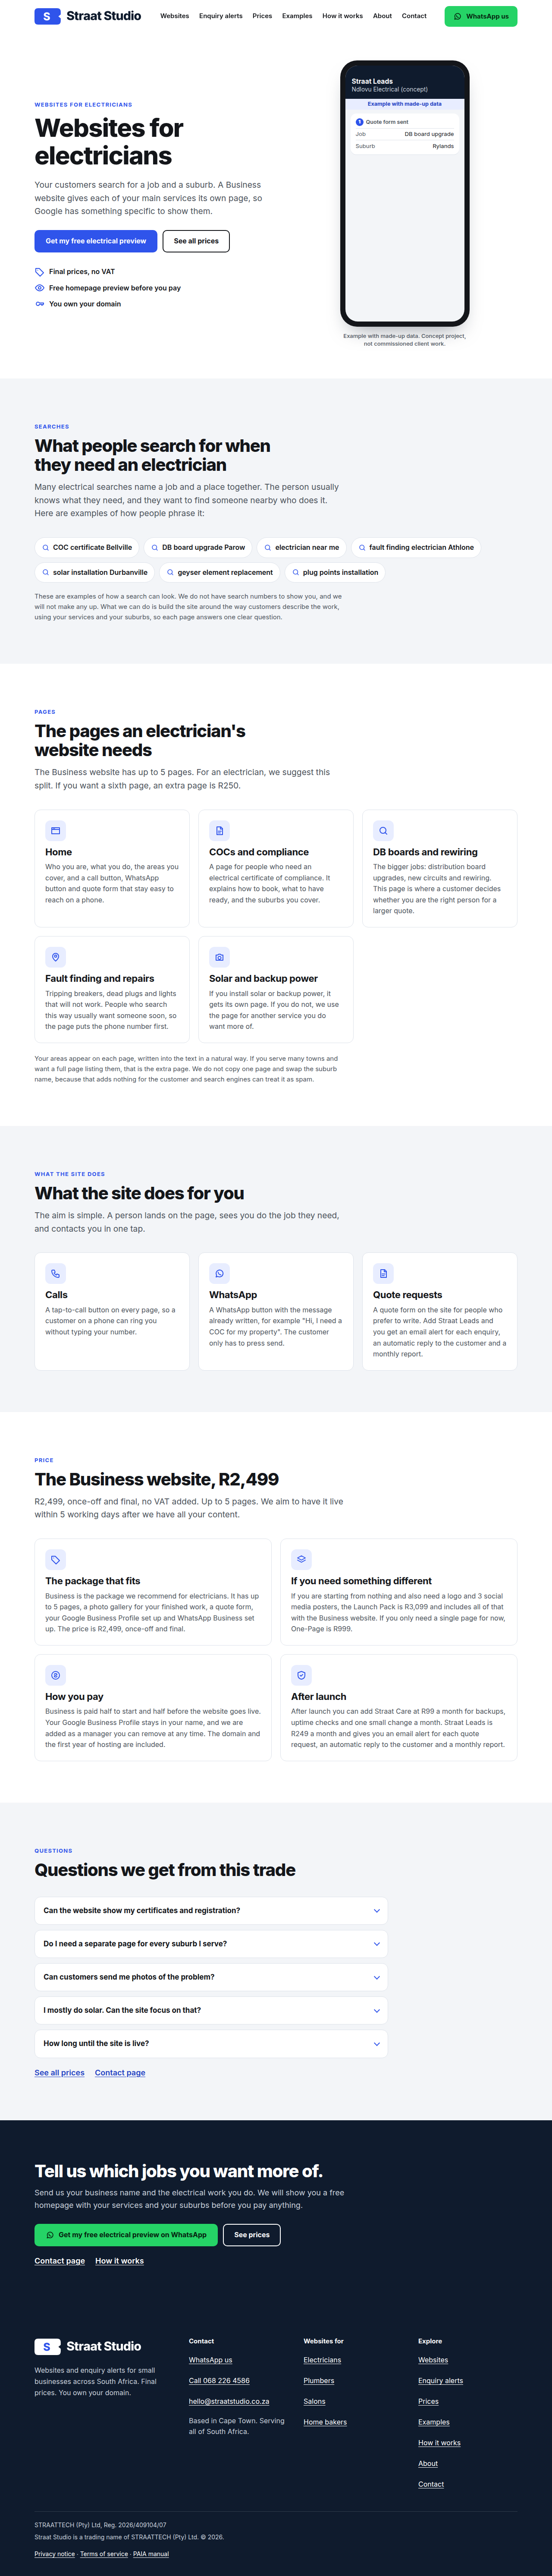 S Straat Studio
Websites Enquiry alerts Prices Examples How it works About Contact
WhatsApp us
WEBSITES FOR ELECTRICIANS
Websites for
electricians
Your customers search for a job and a suburb. A Business
website gives each of your main services its own page, so
Google has something specific to show them.
Get my free electrical preview
See all prices
Final prices, no VAT
Free homepage preview before you pay
You own your domain
Straat Leads
Ndlovu Electrical (concept)
Example with made-up data
1 Quote form sent
Job DB board upgrade
Suburb Rylands
Example with made-up data. Concept project,
not commissioned client work.
SEARCHES
What people search for when
they need an electrician
Many electrical searches name a job and a place together. The person usually
knows what they need, and they want to find someone nearby who does it.
Here are examples of how people phrase it:
COC certificate Bellville
DB board upgrade Parow
electrician near me
fault finding electrician Athlone
solar installation Durbanville
geyser element replacement
plug points installation
These are examples of how a search can look. We do not have search numbers to show you, and we
will not make any up. What we can do is build the site around the way customers describe the work,
using your services and your suburbs, so each page answers one clear question.
PAGES
The pages an electrician's
website needs
The Business website has up to 5 pages. For an electrician, we suggest this
split. If you want a sixth page, an extra page is R250.
Home
Who you are, what you do, the areas you
cover, and a call button, WhatsApp
button and quote form that stay easy to
reach on a phone.
COCs and compliance
A page for people who need an
electrical certificate of compliance. It
explains how to book, what to have
ready, and the suburbs you cover.
DB boards and rewiring
The bigger jobs: distribution board
upgrades, new circuits or rewiring.
This page is where a customer decides
whether you are the right person for a
larger quote.
Fault finding and repairs
Tripping breakers, dead plugs and lights
that will not work. People who search
this way usually want someone soon, so
the page puts the phone number first.
Solar and backup power
If you install solar or backup power, it
gets its own page. If you do not, we use
the page for another service you do
want more of.
Your areas appear on each page, written into the text in a natural way. If you serve many towns and
want a full page listing them, that is the extra page. We do not copy one page and swap the suburb
name, because that adds nothing for the customer and search engines can treat it as spam.
WHAT THE SITE DOES
What the site does for you
The aim is simple. A person lands on the page, sees you do the job they need,
and contacts you in one tap.
Calls
A tap-to-call button on every page, so a
customer on a phone can ring you
without typing your number.
WhatsApp
A WhatsApp button with the message
already written, for example "Hi, I need a
COC for my property". The customer
only has to press send.
Quote requests
A quote form on the site for people who
prefer to write. Add Straat Leads and
you get an email alert for each enquiry,
an automatic reply to the customer and a
monthly report.
PRICE
The Business website, R2,499
R2,499, once-off and final, no VAT added. Up to 5 pages. We aim to have it live
within 5 working days after we have all your content.
The package that fits
Business is the package we recommend for electricians. It has up
to 5 pages, a photo gallery for your finished work, a quote form,
your Google Business Profile set up and WhatsApp Business set
up. The price is R2,499, once-off and final.
If you need something different
If you are starting from nothing and also need a logo and 3 social
media posters, the Launch Pack is R3,099 and includes all of that
with the Business website. If you only need a single page for now,
One-Page is R999.
How you pay
Business is paid half to start and half before the website goes live.
Your Google Business Profile stays in your name, and we are
added as a manager you can remove at any time. The domain and
the first year of hosting are included.
After launch
After launch you can add Straat Care at R99 a month for backups,
uptime checks and one small change a month. Straat Leads is
R249 a month and gives you an email alert for each quote
request, an automatic reply to the customer and a monthly report.
QUESTIONS
Questions we get from this trade
Can the website show my certificates and registration?
Do I need a separate page for every suburb I serve?
Can customers send me photos of the problem?
I mostly do solar. Can the site focus on that?
How long until the site is live?
See all prices Contact page
Tell us which jobs you want more of.
Send us your business name and the electrical work you do. We will show you a free
homepage with your services and your suburbs before you pay anything.
Get my free electrical preview on WhatsApp
See prices
Contact page How it works
S Straat Studio
Websites and enquiry alerts for small
businesses across South Africa. Final
prices. You own your domain.
Contact
WhatsApp us
Call 068 226 4586
hello@straatstudio.co.za
Based in Cape Town. Serving
all of South Africa.
Websites for
Electricians
Plumbers
Salons
Home bakers
Explore
Websites
Enquiry alerts
Prices
Examples
How it works
About
Contact
STRAATTECH (Pty) Ltd, Reg. 2026/409104/07
Straat Studio is a trading name of STRAATTECH (Pty) Ltd. © 2026.
Privacy notice · Terms of service · PAIA manual